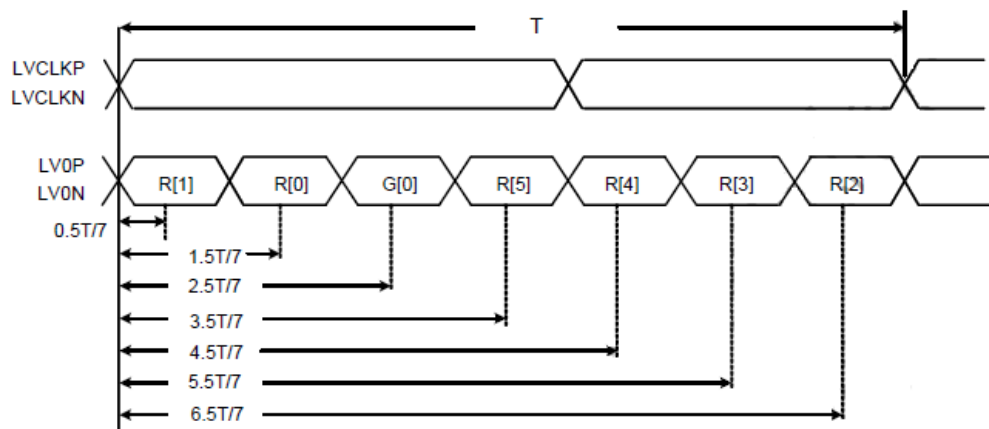 T
LVCLKP
LVCLKN
LV0P
LV0N
R[1] R[0] G[0] R[5] R[4] R[3] R[2]
0.5T/7
1.5T/7
2.5T/7
3.5T/7
4.5T/7
5.5T/7
6.5T/7